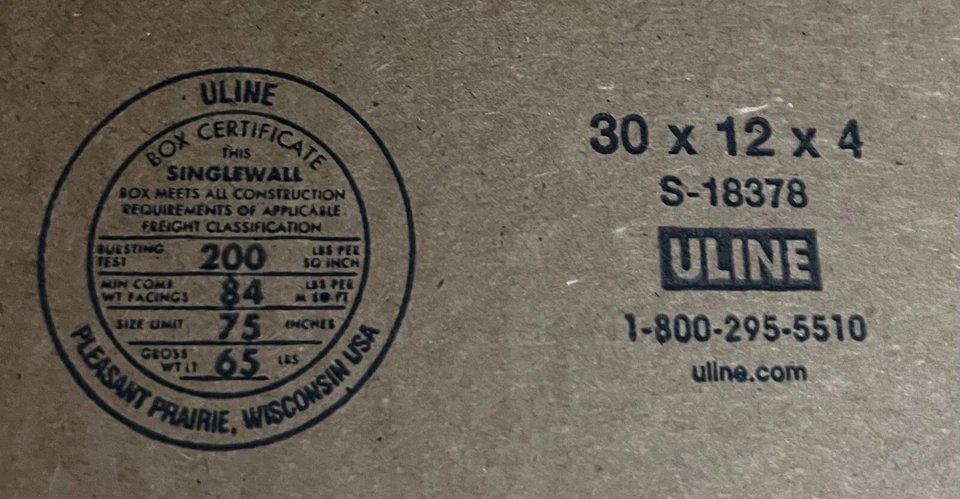 ULINE
BOX CERTIFICATE
THIS
SINGLEWALL
BOX MEETS ALL CONSTRUCTION
REQUIREMENTS OF APPLICABLE
FREIGHT CLASSIFICATION
BURSTING TEST 200 LBS PER SQ INCH
MIN COMB WT FACINGS 84 LBS PER M SQ.FT
SIZE LIMIT 75 INCHES
GROSS WT LT 65 LBS
PLEASANT PRAIRIE, WISCONSIN USA
30 x 12 x 4
S-18378
ULINE
1-800-295-5510
uline.com